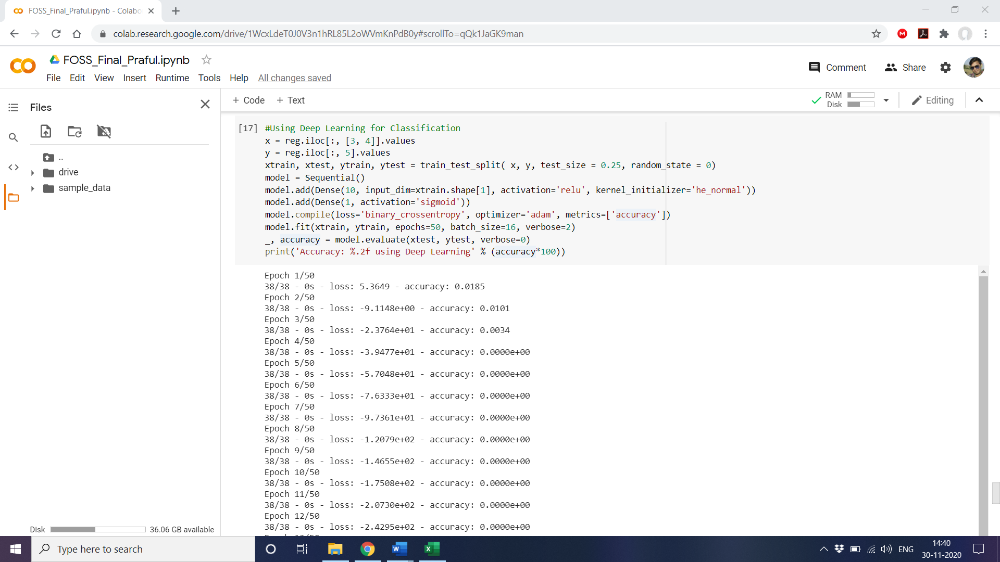 FOSS_Final_Praful.ipynb - Colabo
colab.research.google.com/drive/1WcxLdeT0J0V3n1hRL85L2oWVmKnPdB0y#scrollTo=qQk1JaGK9man
FOSS_Final_Praful.ipynb
Comment
Share
File Edit View Insert Runtime Tools Help All changes saved
Files
+ Code + Text
RAM
Disk
Editing
..
drive
sample_data
[17] #Using Deep Learning for Classification
x = reg.iloc[:, [3, 4]].values
y = reg.iloc[:, 5].values
xtrain, xtest, ytrain, ytest = train_test_split( x, y, test_size = 0.25, random_state = 0)
model = Sequential()
model.add(Dense(10, input_dim=xtrain.shape[1], activation='relu', kernel_initializer='he_normal'))
model.add(Dense(1, activation='sigmoid'))
model.compile(loss='binary_crossentropy', optimizer='adam', metrics=['accuracy'])
model.fit(xtrain, ytrain, epochs=50, batch_size=16, verbose=2)
_, accuracy = model.evaluate(xtest, ytest, verbose=0)
print('Accuracy: %.2f using Deep Learning' % (accuracy*100))
Epoch 1/50
38/38 - 0s - loss: 5.3649 - accuracy: 0.0185
Epoch 2/50
38/38 - 0s - loss: -9.1148e+00 - accuracy: 0.0101
Epoch 3/50
38/38 - 0s - loss: -2.3764e+01 - accuracy: 0.0034
Epoch 4/50
38/38 - 0s - loss: -3.9477e+01 - accuracy: 0.0000e+00
Epoch 5/50
38/38 - 0s - loss: -5.7048e+01 - accuracy: 0.0000e+00
Epoch 6/50
38/38 - 0s - loss: -7.6333e+01 - accuracy: 0.0000e+00
Epoch 7/50
38/38 - 0s - loss: -9.7361e+01 - accuracy: 0.0000e+00
Epoch 8/50
38/38 - 0s - loss: -1.2079e+02 - accuracy: 0.0000e+00
Epoch 9/50
38/38 - 0s - loss: -1.4655e+02 - accuracy: 0.0000e+00
Epoch 10/50
38/38 - 0s - loss: -1.7508e+02 - accuracy: 0.0000e+00
Epoch 11/50
38/38 - 0s - loss: -2.0730e+02 - accuracy: 0.0000e+00
Epoch 12/50
38/38 - 0s - loss: -2.4295e+02 - accuracy: 0.0000e+00
Disk 36.06 GB available
Type here to search
ENG
14:40
30-11-2020